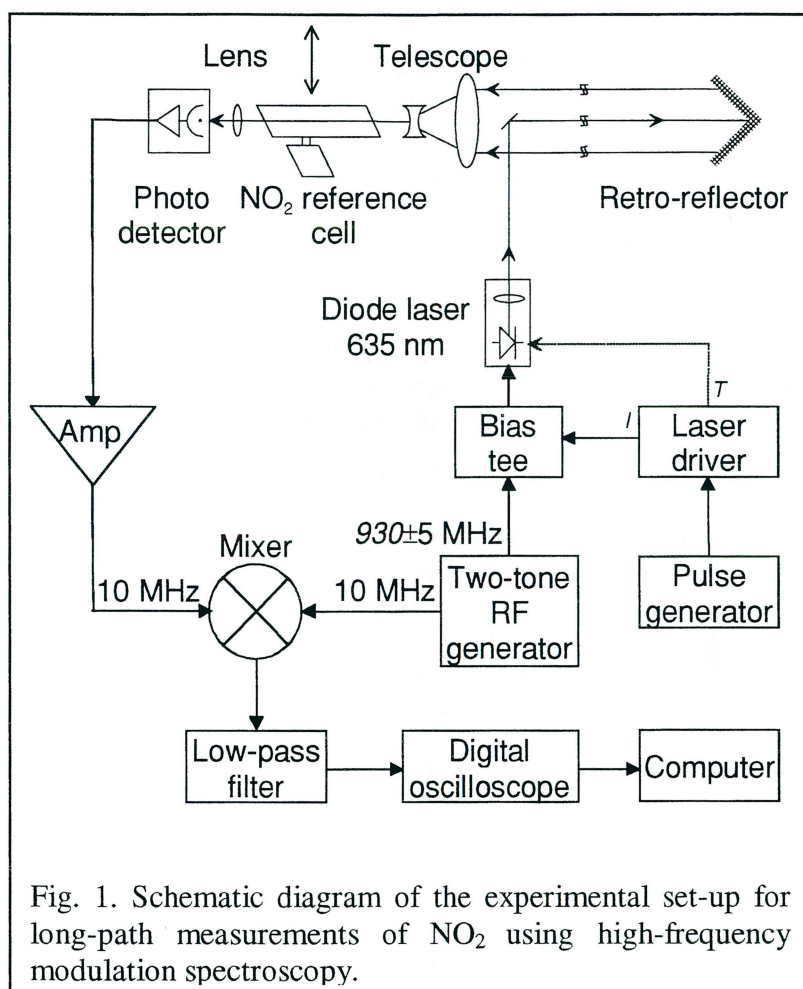 Lens
Telescope
Photo
detector
NO₂ reference
cell
Retro-reflector
Diode laser
635 nm
T
I
Amp
Bias
tee
Laser
driver
930±5 MHz
Mixer
10 MHz
10 MHz
Two-tone
RF
generator
Pulse
generator
Low-pass
filter
Digital
oscilloscope
Computer
Fig. 1. Schematic diagram of the experimental set-up for
long-path measurements of NO₂ using high-frequency
modulation spectroscopy.